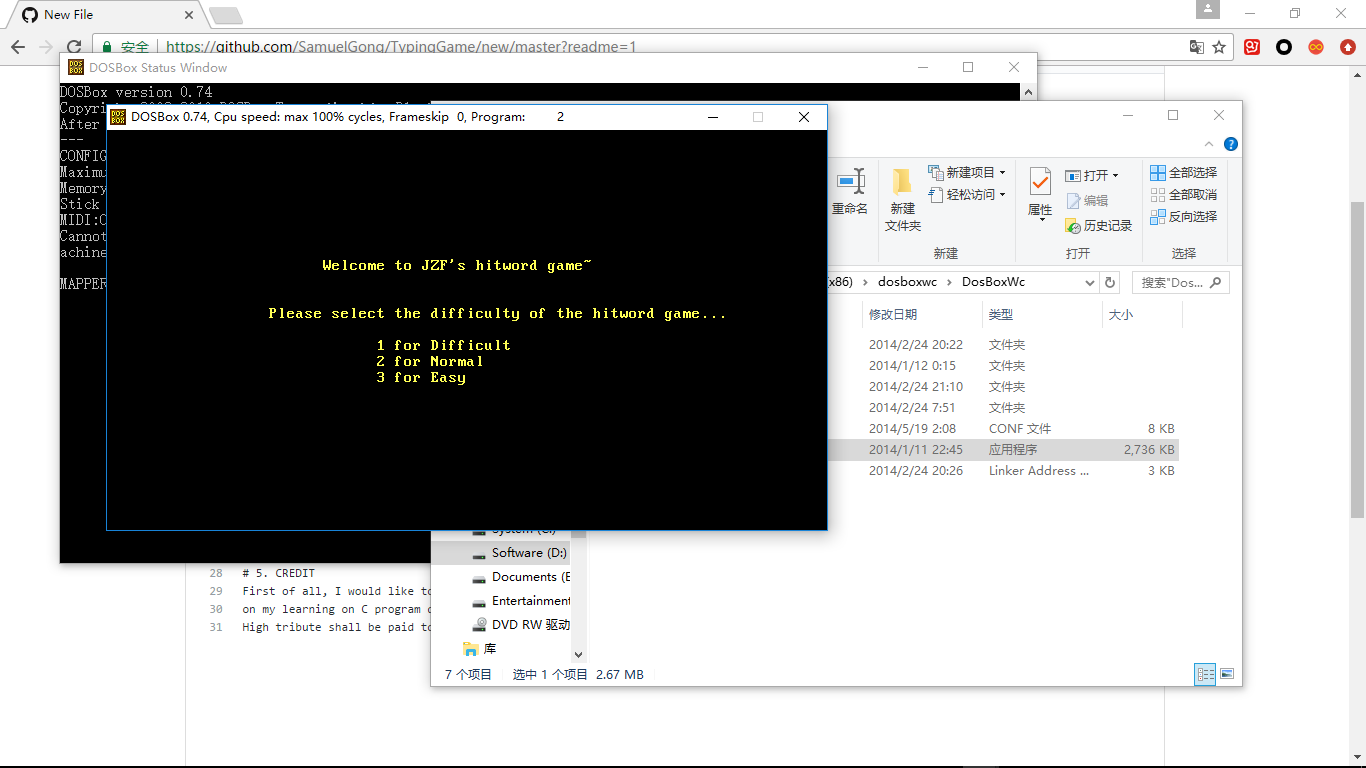 New File
安全 https://github.com/SamuelGong/TypingGame/new/master?readme=1
DOSBox Status Window
DOSBox version 0.74
After
---
CONFIG
Memory
Stick
Cannot
MAPPER
DOSBox 0.74, Cpu speed: max 100% cycles, Frameskip 0, Program: 2
Welcome to JZF's hitword game~
Please select the difficulty of the hitword game...
1 for Difficult
2 for Normal
3 for Easy
重命名
新建
文件夹
新建项目
轻松访问
新建
属性
打开
编辑
历史记录
打开
全部选择
全部取消
反向选择
选择
x86) › dosboxwc › DosBoxWc
搜索"Dos...
修改日期 类型 大小
2014/2/24 20:22 文件夹
2014/1/12 0:15 文件夹
2014/2/24 21:10 文件夹
2014/2/24 7:51 文件夹
2014/5/19 2:08 CONF 文件 8 KB
2014/1/11 22:45 应用程序 2,736 KB
2014/2/24 20:26 Linker Address ... 3 KB
Software (D:)
Documents (E
Entertainment
DVD RW 驱动
库
7 个项目 选中 1 个项目 2.67 MB
28 # 5. CREDIT
29 First of all, I would like to
30 on my learning on C program
31 High tribute shall be paid to